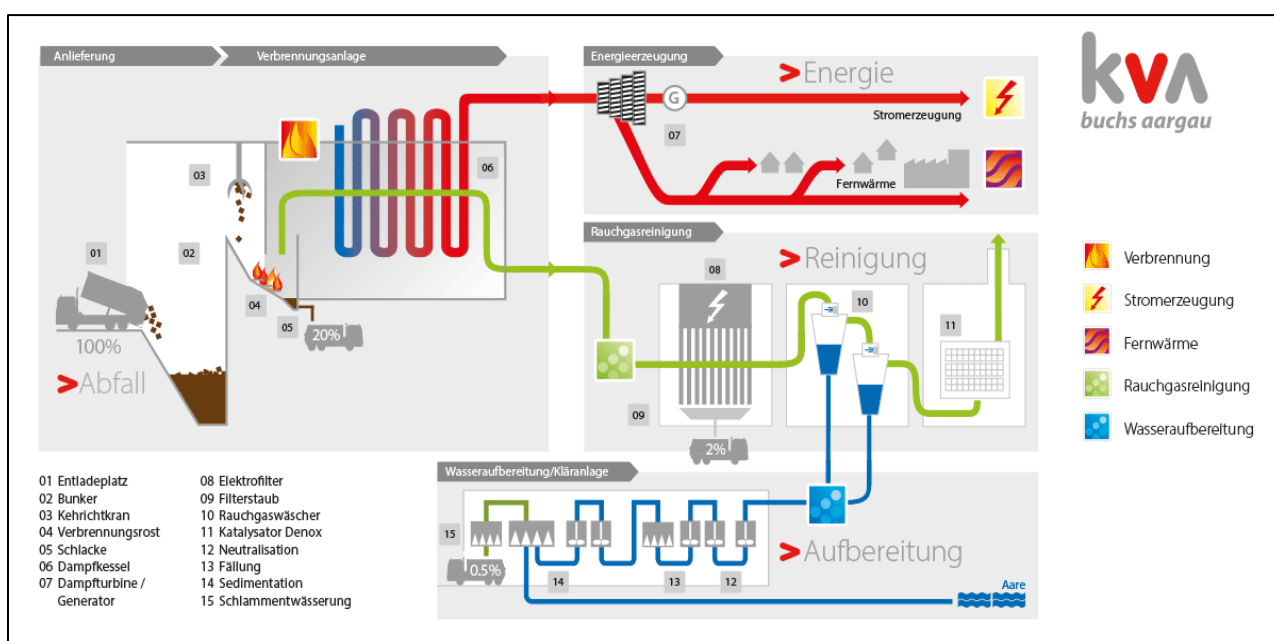 Anlieferung
Verbrennungsanlage
Energieerzeugung
>Energie
kva
buchs aargau
G
07
Stromerzeugung
Fernwärme
03
06
02
01
04
05
100%
20%
>Abfall
Rauchgasreinigung
>Reinigung
08
10
11
09
2%
Verbrennung
Stromerzeugung
Fernwärme
Rauchgasreinigung
Wasseraufbereitung
Wasseraufbereitung/Kläranlage
15
0.5%
14
13
12
>Aufbereitung
Aare
01 Entladeplatz
02 Bunker
03 Kehrichtkran
04 Verbrennungsrost
05 Schlacke
06 Dampfkessel
07 Dampfturbine /
Generator
08 Elektrofilter
09 Filterstaub
10 Rauchgaswäscher
11 Katalysator Denox
12 Neutralisation
13 Fällung
14 Sedimentation
15 Schlammentwässerung